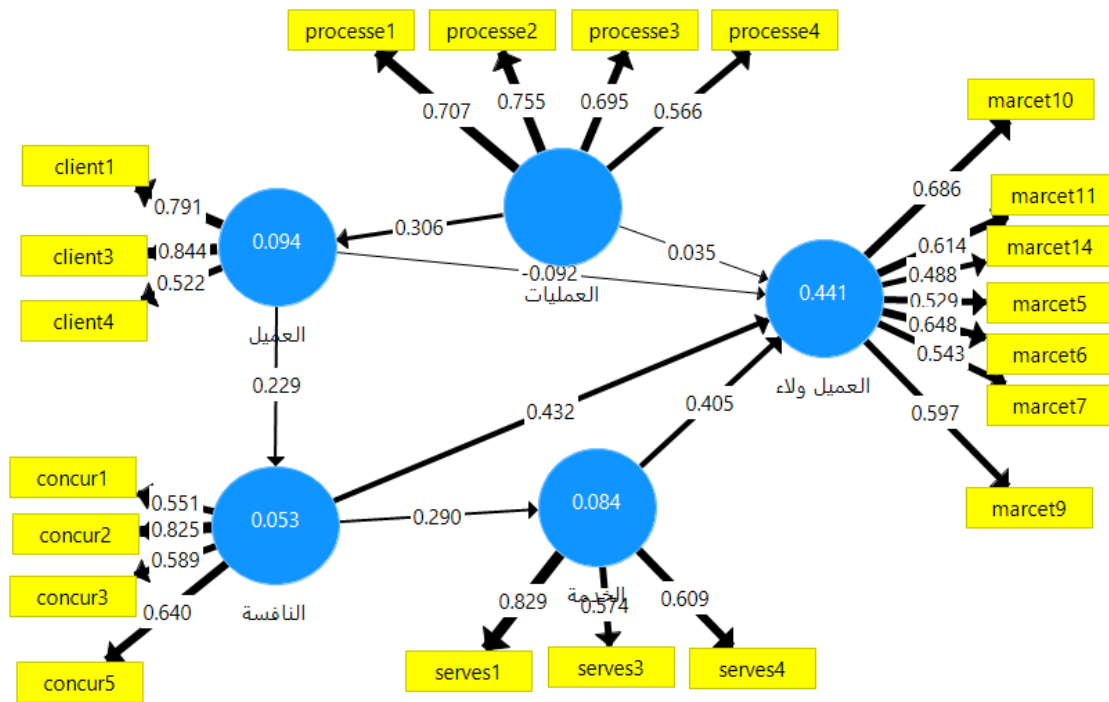 processe1 processe2 processe3 processe4
0.707 0.755 0.695 0.566
marcet10
client1
0.791
client3
0.844
client4
0.522
0.094
العميل
0.306
0.035
-0.092
العمليات
0.686
marcet11
0.614
marcet14
0.488
marcet5
0.529
marcet6
0.648
marcet7
0.543
0.597
marcet9
0.441
العميل ولاء
0.229
0.432
0.405
concur1
0.551
concur2
0.825
concur3
0.589
concur5
0.640
0.053
النافسة
0.290
0.084
الخدمة
0.829 0.574 0.609
serves1 serves3 serves4